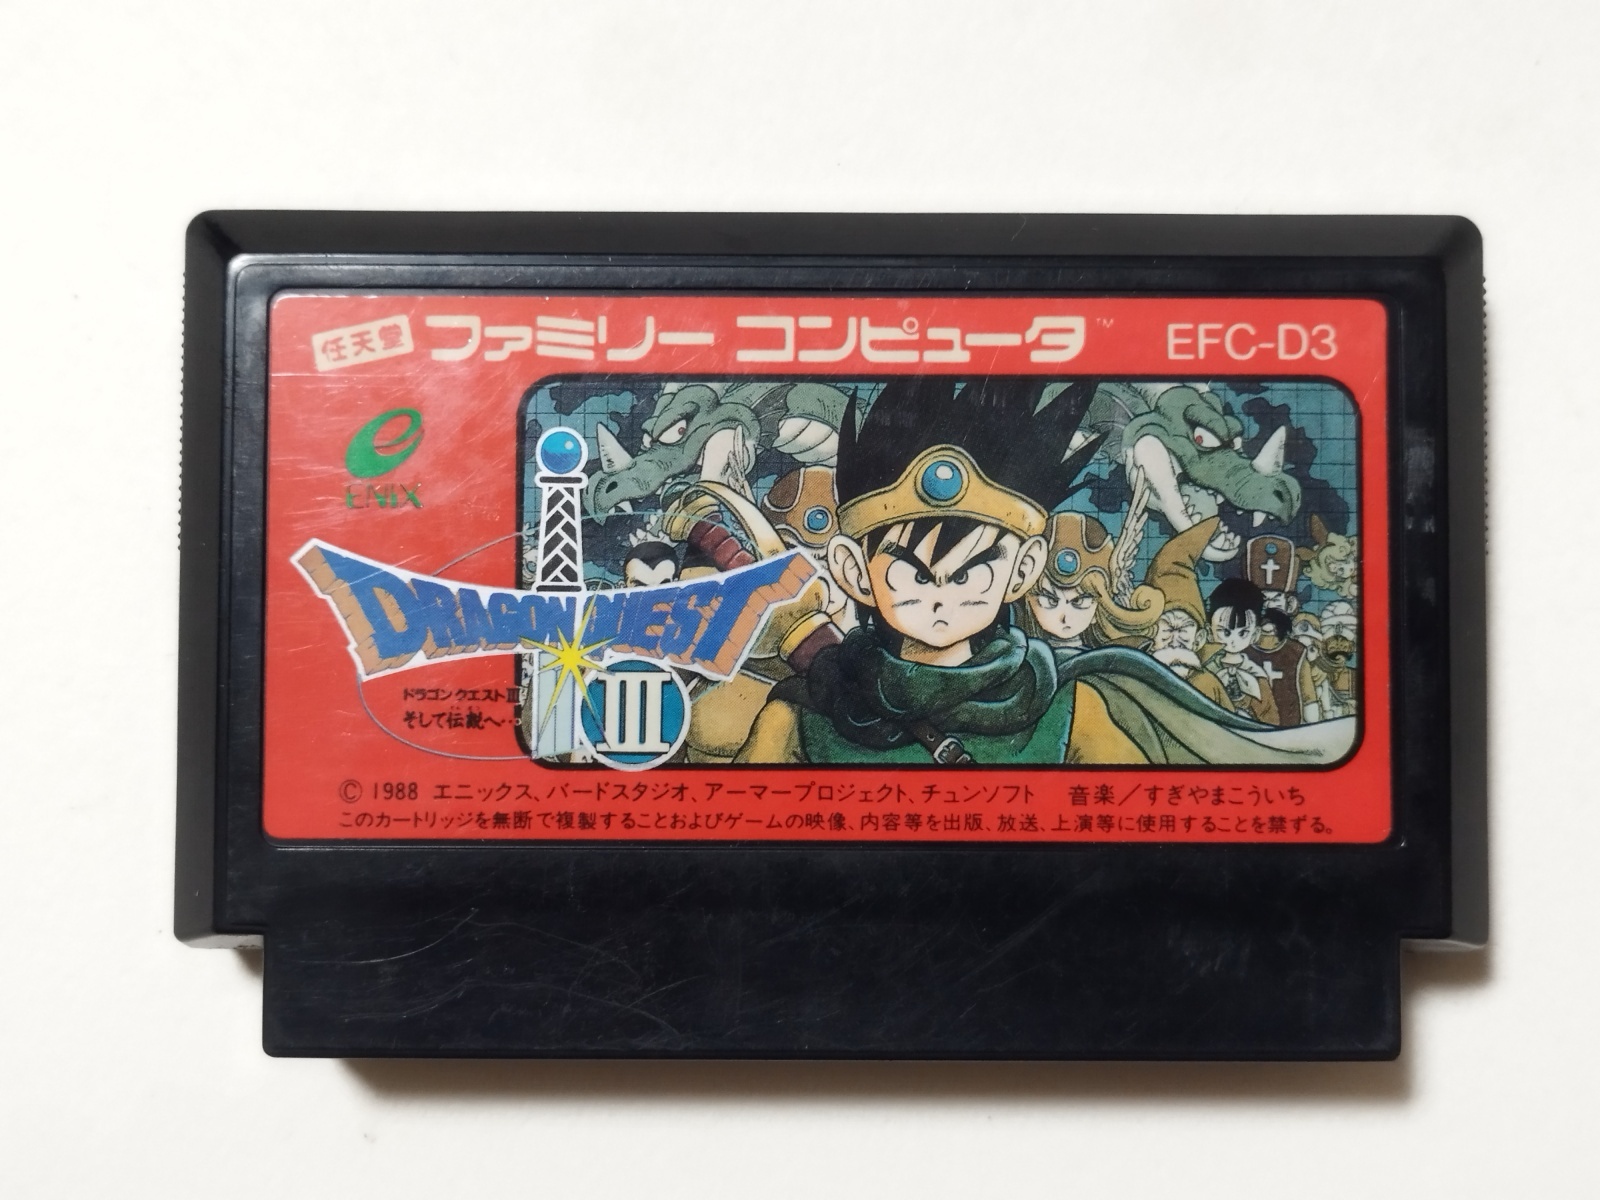 任天堂 ファミリーコンピュータ™ EFC-D3
ENIX
DRAGON QUEST
III
ドラゴンクエストIII
そして伝説へ…
© 1988 エニックス、バードスタジオ、アーマープロジェクト、チュンソフト 音楽／すぎやまこういち
このカートリッジを無断で複製することおよびゲームの映像、内容等を出版、放送、上演等に使用することを禁ずる。